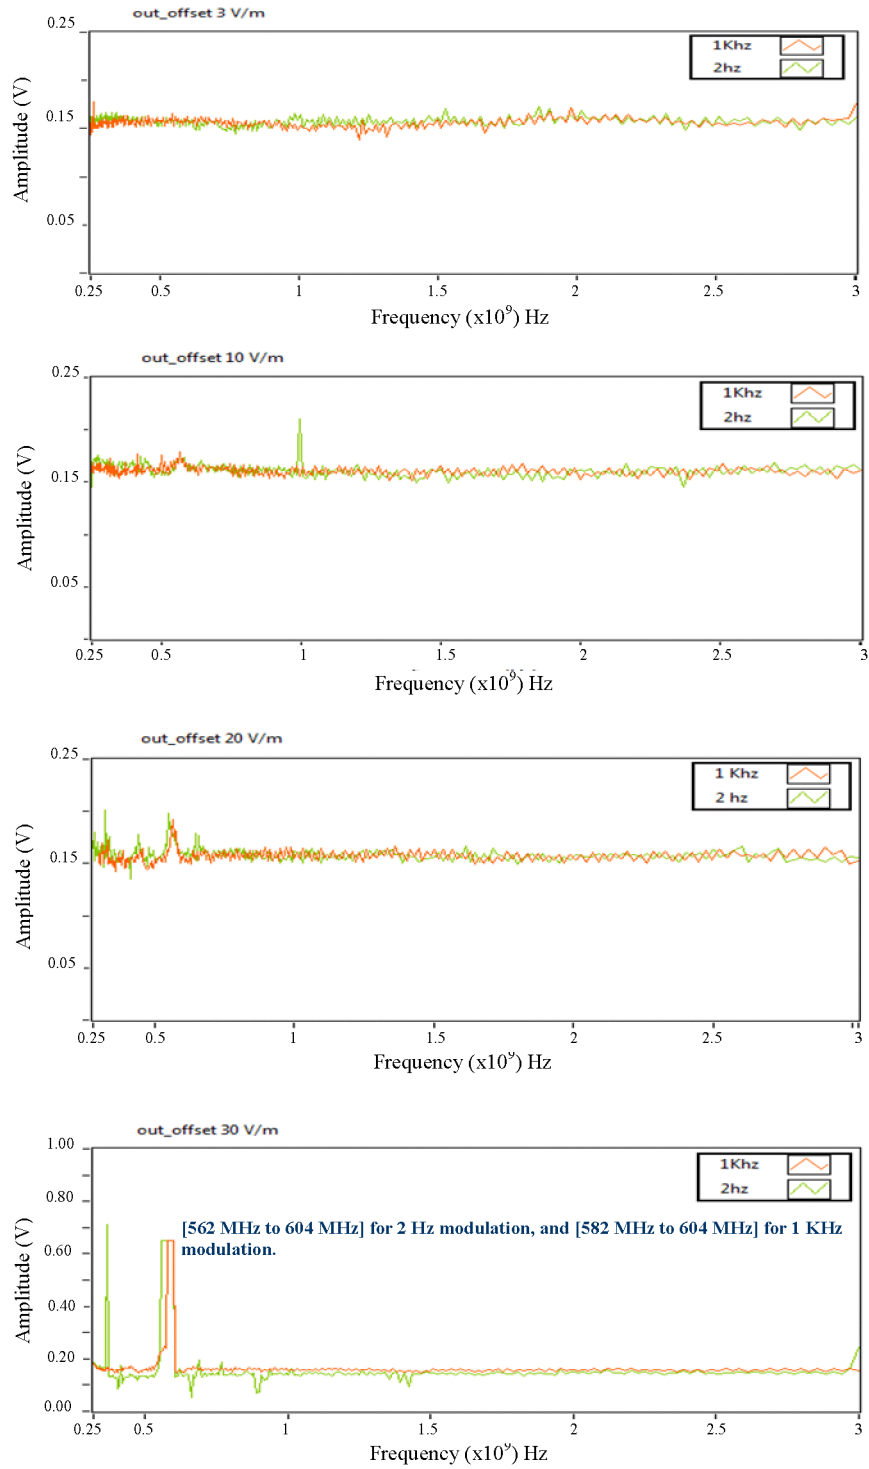 out_offset 3 V/m
0.25
0.15
0.05
Amplitude (V)
1Khz
2hz
0.25 0.5 1 1.5 2 2.5 3
Frequency (x10⁹) Hz
out_offset 10 V/m
0.25
0.15
0.05
Amplitude (V)
1Khz
2hz
0.25 0.5 1 1.5 2 2.5 3
Frequency (x10⁹) Hz
out_offset 20 V/m
0.25
0.15
0.05
Amplitude (V)
1 Khz
2 hz
0.25 0.5 1 1.5 2 2.5 3
Frequency (x10⁹) Hz
out_offset 30 V/m
1.00
0.80
0.60
0.40
0.20
0.00
Amplitude (V)
1Khz
2hz
[562 MHz to 604 MHz] for 2 Hz modulation, and [582 MHz to 604 MHz] for 1 KHz
modulation.
0.25 0.5 1 1.5 2 2.5 3
Frequency (x10⁹) Hz